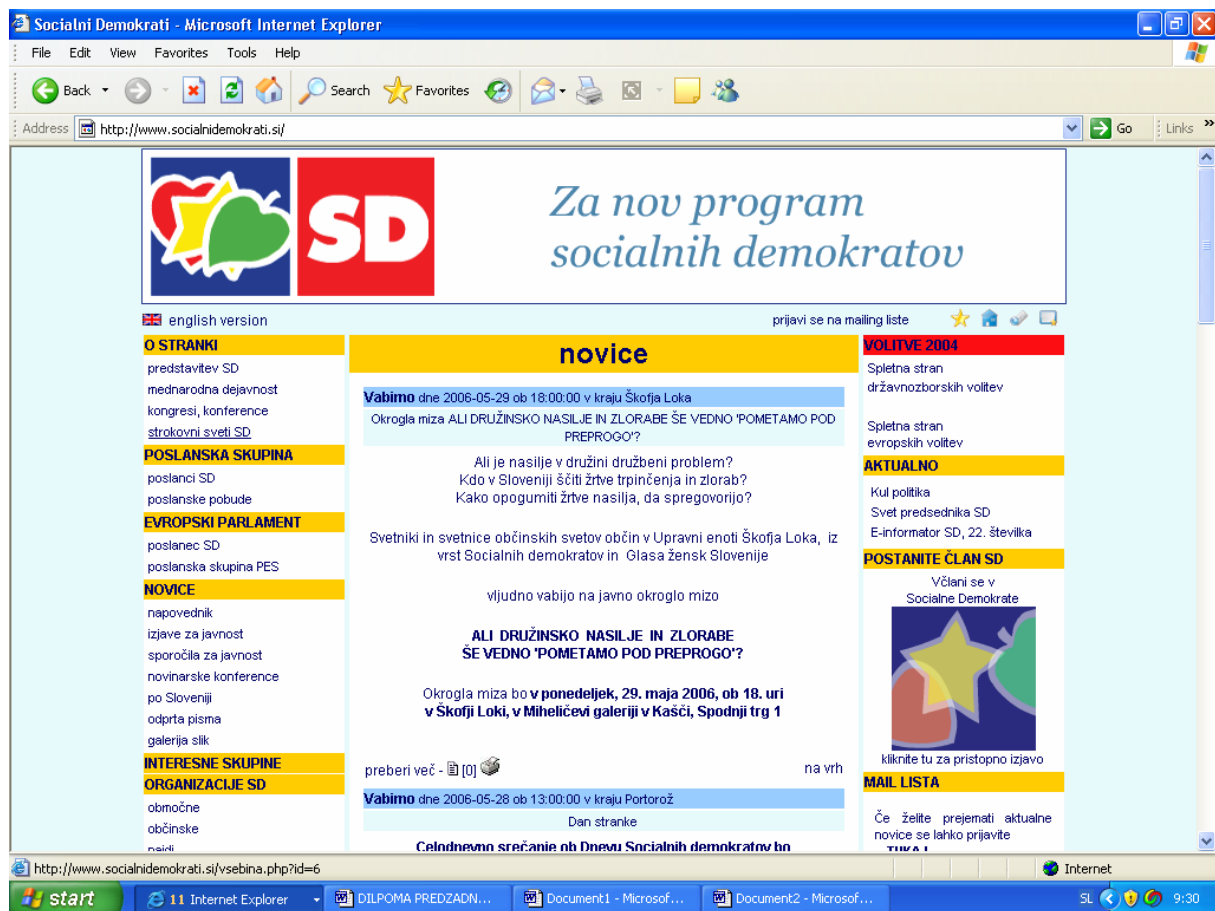 Socialni Demokrati - Microsoft Internet Explorer
File Edit View Favorites Tools Help
Back Search Favorites
Address http://www.socialnidemokrati.si/ Go Links »
SD
Za nov program
socialnih demokratov
english version
prijavi se na mailing liste
O STRANKI
predstavitev SD
mednarodna dejavnost
kongresi, konference
strokovni sveti SD
POSLANSKA SKUPINA
poslanci SD
poslanske pobude
EVROPSKI PARLAMENT
poslanec SD
poslanska skupina PES
NOVICE
napovednik
izjave za javnost
sporočila za javnost
novinarske konference
po Sloveniji
odprta pisma
galerija slik
INTERESNE SKUPINE
ORGANIZACIJE SD
območne
občinske
novice
Vabimo dne 2006-05-29 ob 18:00:00 v kraju Škofja Loka
Okrogla miza ALI DRUŽINSKO NASILJE IN ZLORABE ŠE VEDNO 'POMETAMO POD
PREPROGO'?
Ali je nasilje v družini družbeni problem?
Kdo v Sloveniji ščiti žrtve trpinčenja in zlorab?
Kako opogumiti žrtve nasilja, da spregovorijo?
Svetniki in svetnice občinskih svetov občin v Upravni enoti Škofja Loka, iz
vrst Socialnih demokratov in Glasa žensk Slovenije
vljudno vabijo na javno okroglo mizo
ALI DRUŽINSKO NASILJE IN ZLORABE
ŠE VEDNO 'POMETAMO POD PREPROGO'?
Okrogla miza bo v ponedeljek, 29. maja 2006, ob 18. uri
v Škofji Loki, v Miheličevi galeriji v Kašči, Spodnji trg 1
preberi več - [0] na vrh
Vabimo dne 2006-05-28 ob 13:00:00 v kraju Portorož
Dan stranke
Celodnevno srečanje ob Dnevu Socialnih demokratov bo
VOLITVE 2004
Spletna stran
državnozborskih volitev
Spletna stran
evropskih volitev
AKTUALNO
Kul politika
Svet predsednika SD
E-informator SD, 22. številka
POSTANITE ČLAN SD
Včlani se v
Socialne Demokrate
kliknite tu za pristopno izjavo
MAIL LISTA
Če želite prejemati aktualne
novice se lahko prijavite
http://www.socialnidemokrati.si/vsebina.php?id=6 Internet
start 11 Internet Explorer DILPOMA PREDZADN... Document1 - Microsof... Document2 - Microsof... SL 9:30